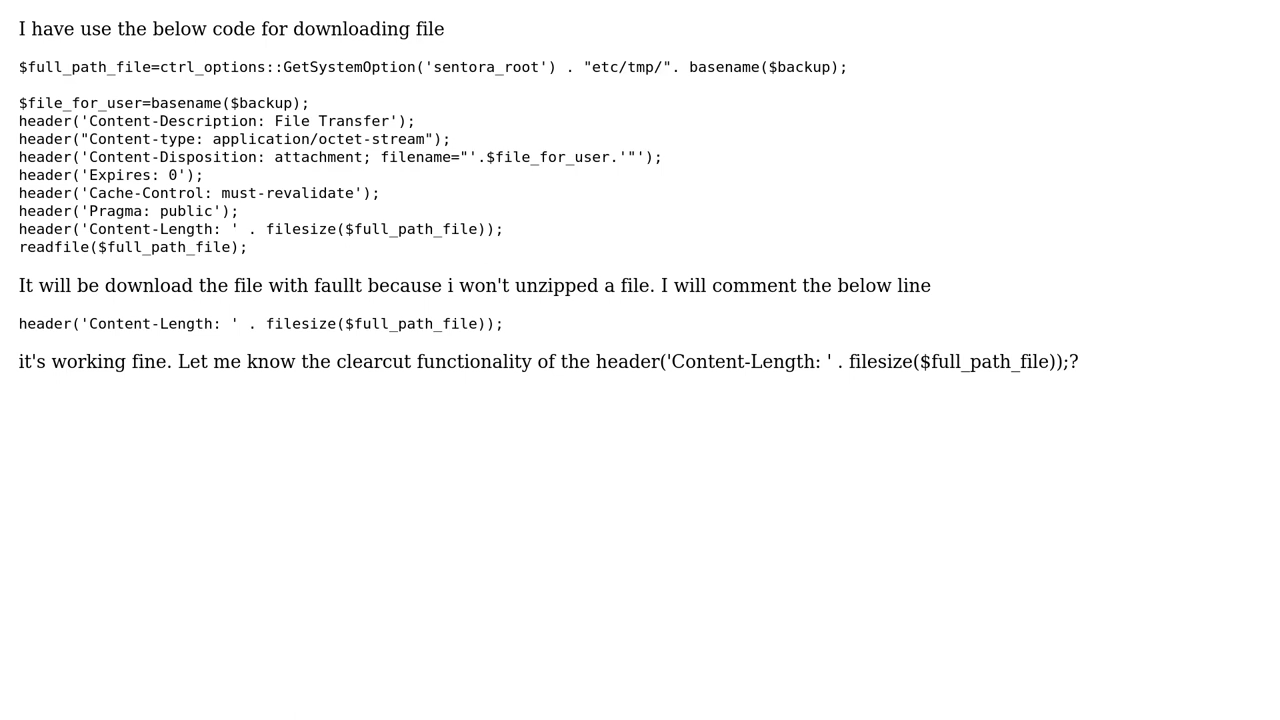 I have use the below code for downloading file
$full_path_file=ctrl_options::GetSystemOption('sentora_root') . "etc/tmp/". basename($backup);
$file_for_user=basename($backup);
header('Content-Description: File Transfer');
header("Content-type: application/octet-stream");
header('Content-Disposition: attachment; filename="'.$file_for_user.'"');
header('Expires: 0');
header('Cache-Control: must-revalidate');
header('Pragma: public');
header('Content-Length: ' . filesize($full_path_file));
readfile($full_path_file);
It will be download the file with faullt because i won't unzipped a file. I will comment the below line
header('Content-Length: ' . filesize($full_path_file));
it's working fine. Let me know the clearcut functionality of the header('Content-Length: ' . filesize($full_path_file));?